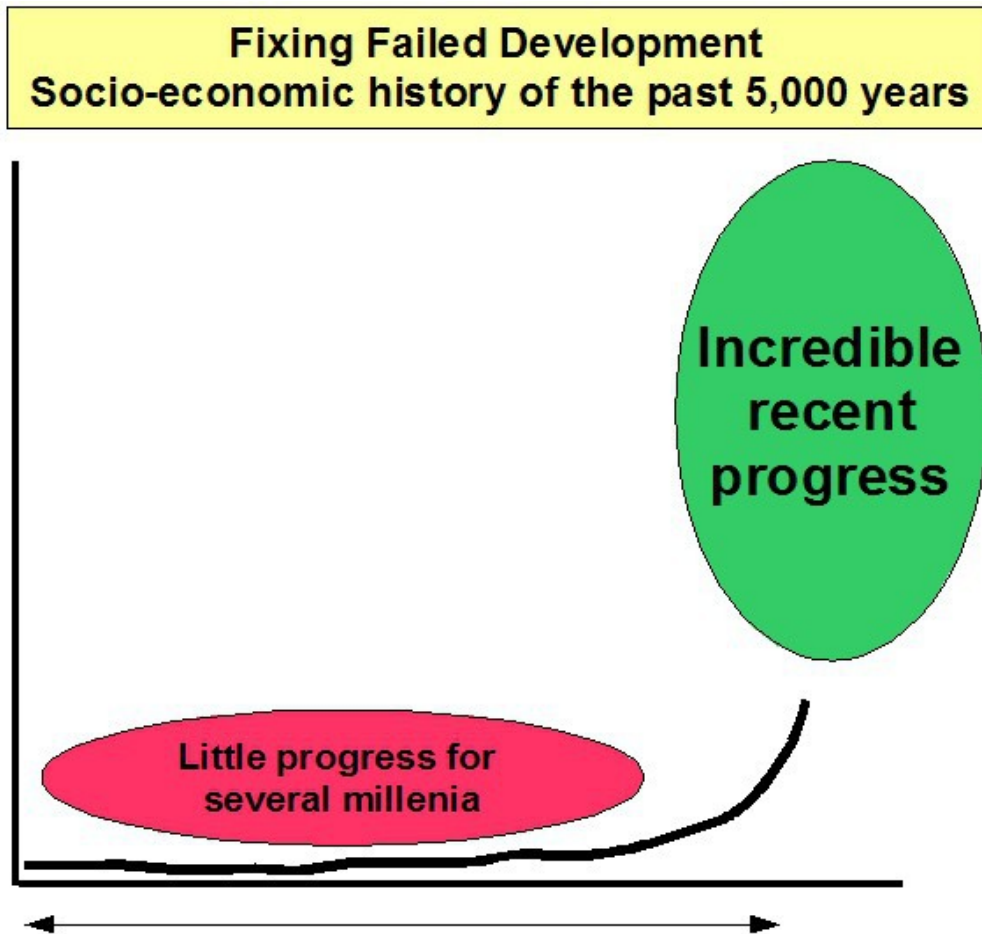 Fixing Failed Development
Socio-economic history of the past 5,000 years
Incredible
recent
progress
Little progress for
several millenia